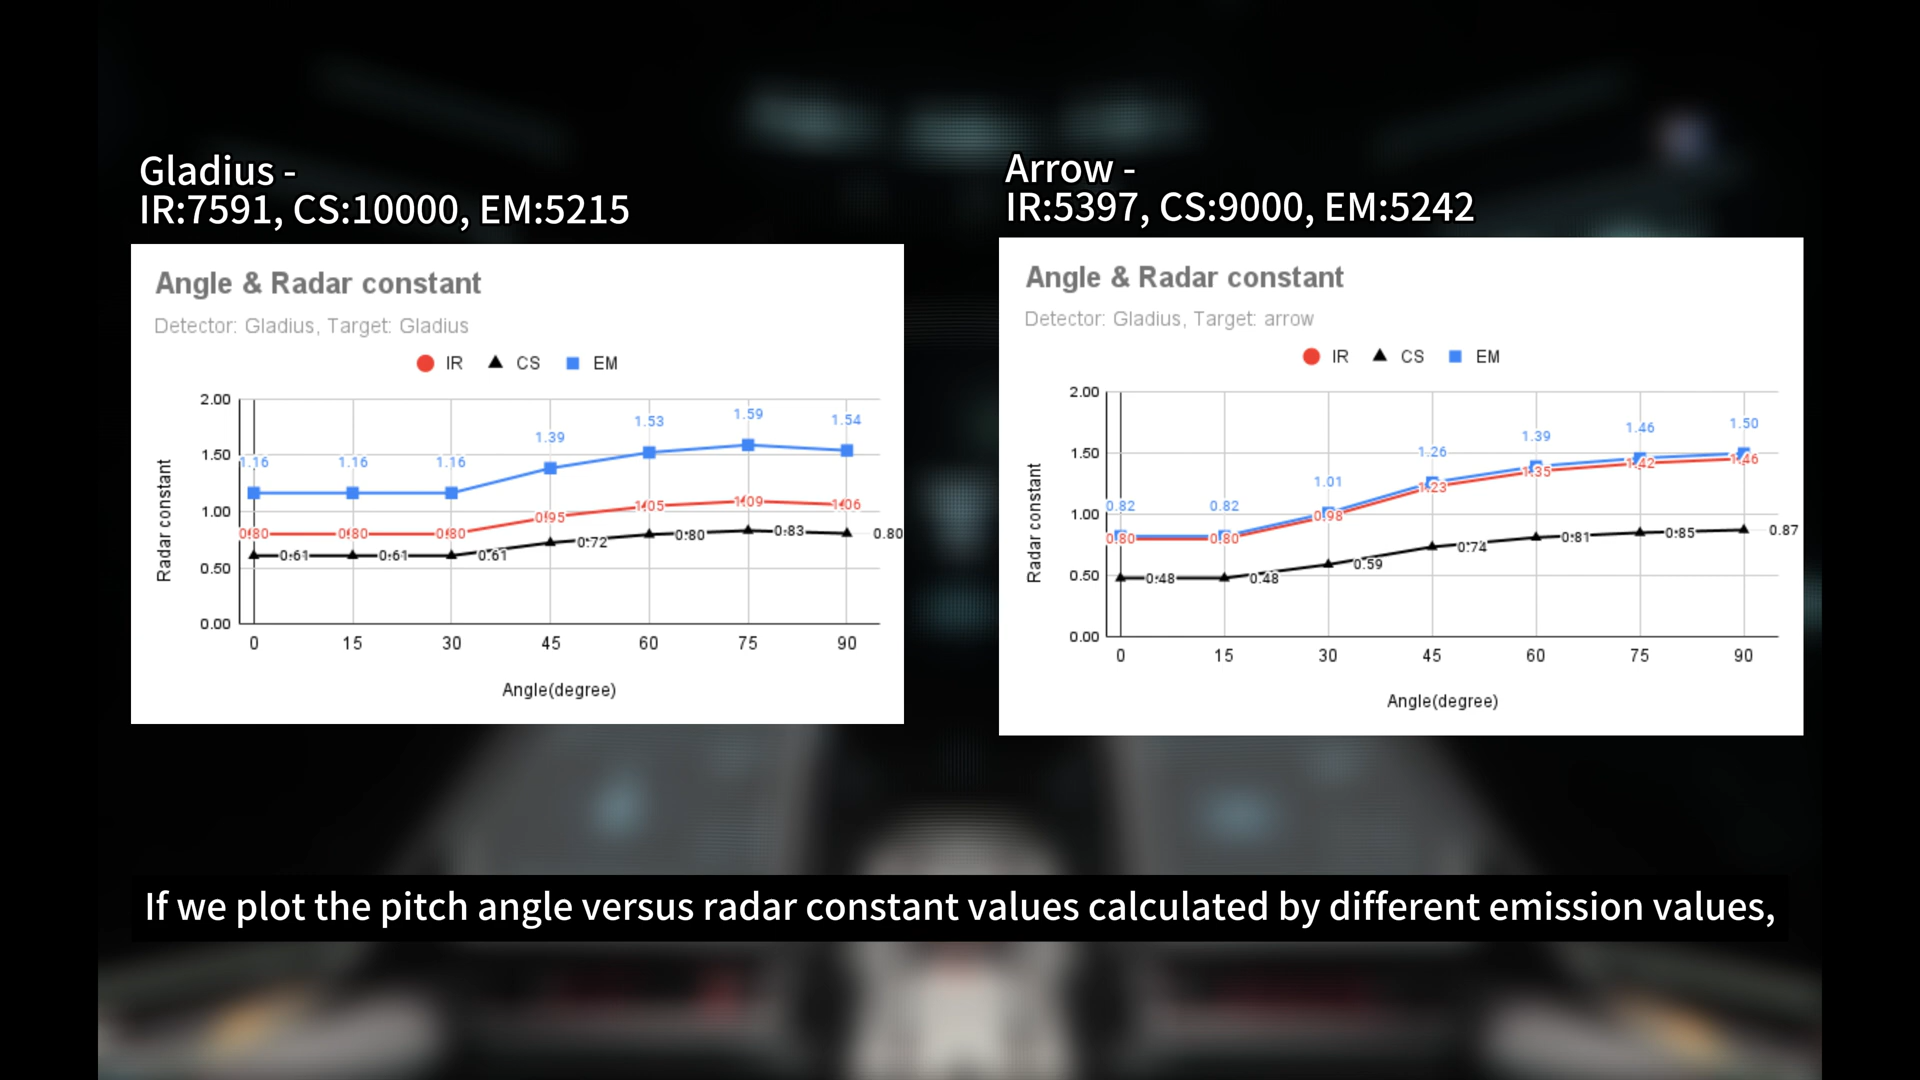 Gladius -
IR:7591, CS:10000, EM:5215
Angle & Radar constant
Detector: Gladius, Target: Gladius
IR CS EM
Radar constant
2.00
1.50
1.00
0.50
0.00
1.16 1.16 1.16 1.39 1.53 1.59 1.54
0.80 0.80 0.80 0.95 1.05 1.09 1.06
0.61 0.61 0.61 0.72 0.80 0.83 0.80
0 15 30 45 60 75 90
Angle(degree)
Arrow -
IR:5397, CS:9000, EM:5242
Angle & Radar constant
Detector: Gladius, Target: arrow
IR CS EM
Radar constant
2.00
1.50
1.00
0.50
0.00
0.82 0.82 1.01 1.26 1.39 1.46 1.50
0.80 0.80 0.98 1.23 1.35 1.42 1.46
0.48 0.48 0.59 0.74 0.81 0.85 0.87
0 15 30 45 60 75 90
Angle(degree)
If we plot the pitch angle versus radar constant values calculated by different emission values,